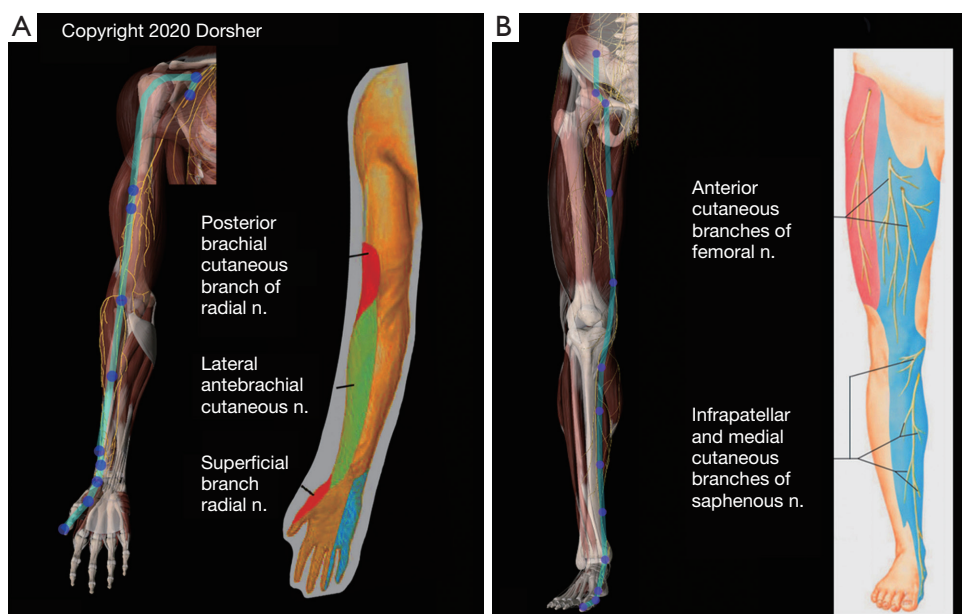 A
Copyright 2020 Dorsher
Posterior
brachial
cutaneous
branch of
radial n.
Lateral
antebrachial
cutaneous n.
Superficial
branch
radial n.
B
Anterior
cutaneous
branches of
femoral n.
Infrapatellar
and medial
cutaneous
branches of
saphenous n.